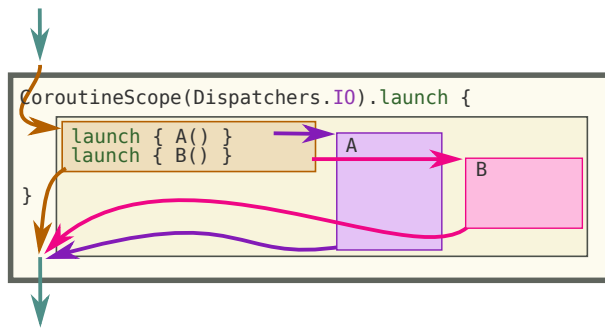 CoroutineScope(Dispatchers.IO).launch {
launch { A() }
launch { B() }
A
B
}